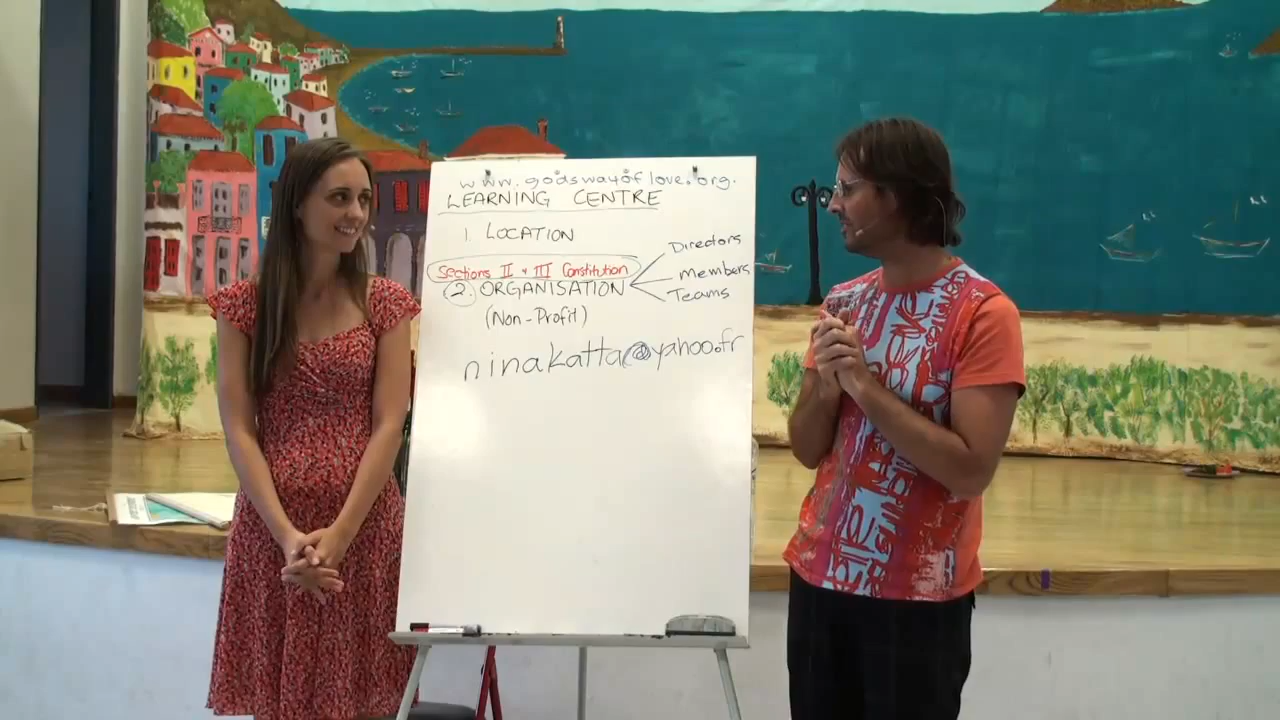 www.godswayoflove.org.
LEARNING CENTRE
1. LOCATION
Sections II & III Constitution
2. ORGANISATION
Directors
Members
Teams
(Non-Profit)
ninakatta@yahoo.fr